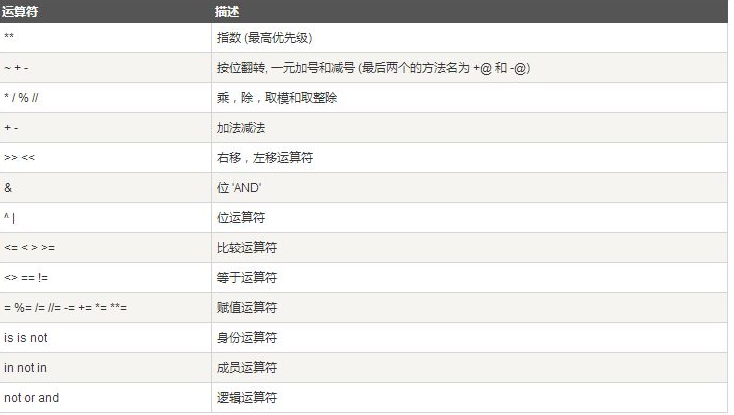 运算符 描述
** 指数 (最高优先级)
~ + - 按位翻转, 一元加号和减号 (最后两个的方法名为 +@ 和 -@)
* / % // 乘，除，取模和取整除
+ - 加法减法
>> << 右移，左移运算符
& 位 'AND'
^ | 位运算符
<= < > >= 比较运算符
<> == != 等于运算符
= %= /= //= -= += *= **= 赋值运算符
is is not 身份运算符
in not in 成员运算符
not or and 逻辑运算符